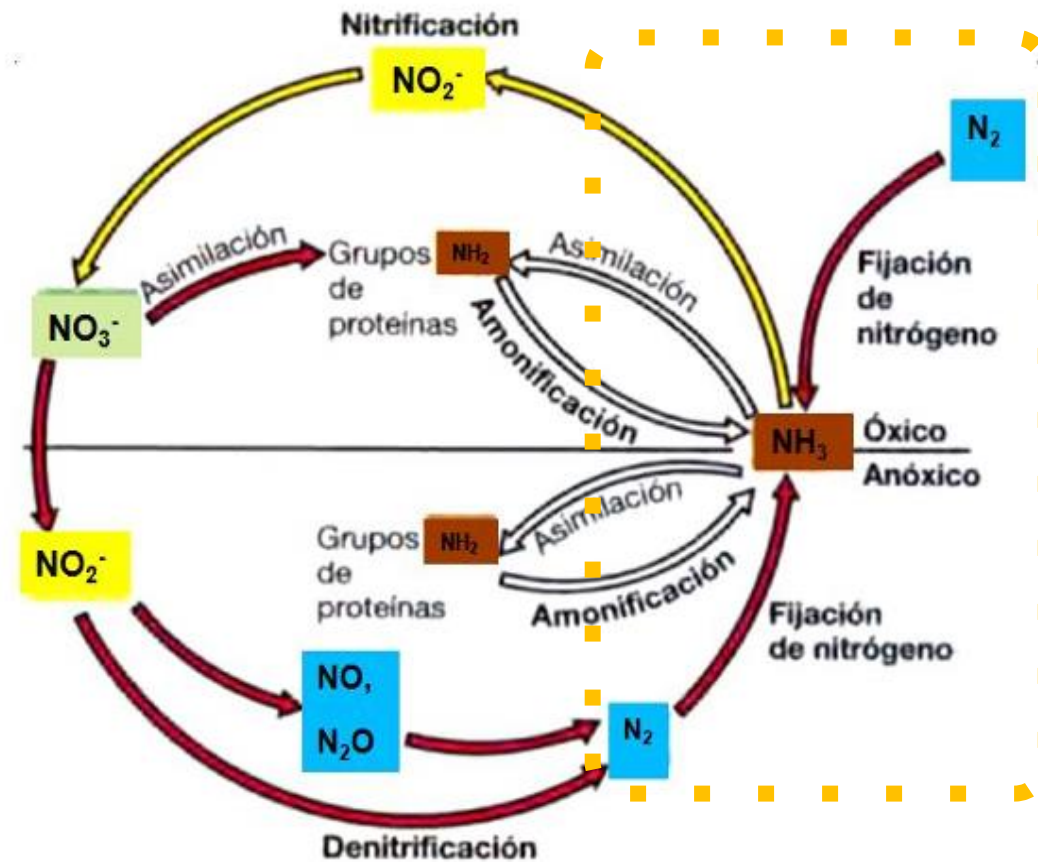 Nitrificación
NO₂⁻
N₂
Asimilación
Grupos
de
proteínas
NH₂
Asimilación
Amonificación
Fijación
de
nitrógeno
NO₃⁻
NH₃
Óxico
Anóxico
Grupos
de
proteínas
NH₂
Asimilación
Amonificación
NO₂⁻
Fijación
de nitrógeno
NO,
N₂O
N₂
Denitrificación